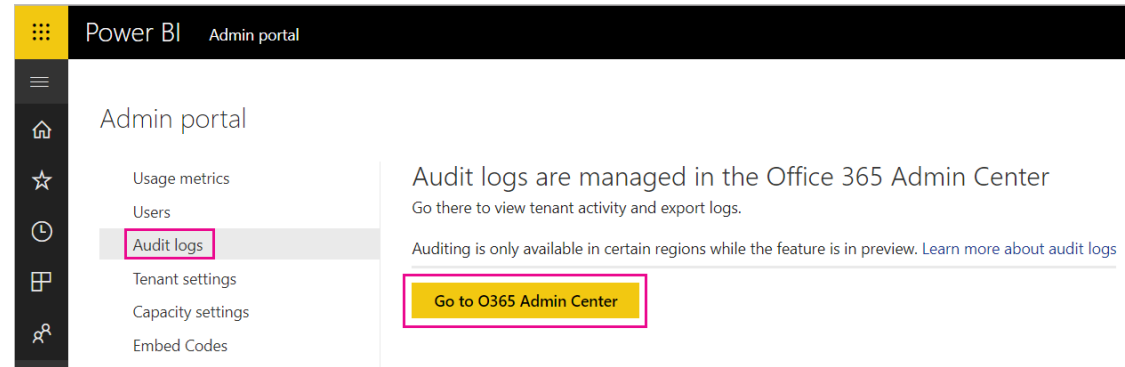 Power BI Admin portal
Admin portal
Usage metrics
Users
Audit logs
Tenant settings
Capacity settings
Embed Codes
Audit logs are managed in the Office 365 Admin Center
Go there to view tenant activity and export logs.
Auditing is only available in certain regions while the feature is in preview. Learn more about audit logs
Go to O365 Admin Center